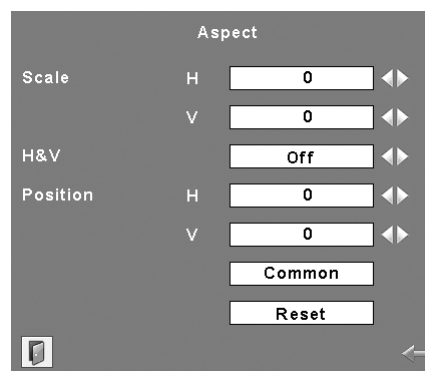 Aspect
Scale H 0
V 0
H&V Off
Position H 0
V 0
Common
Reset